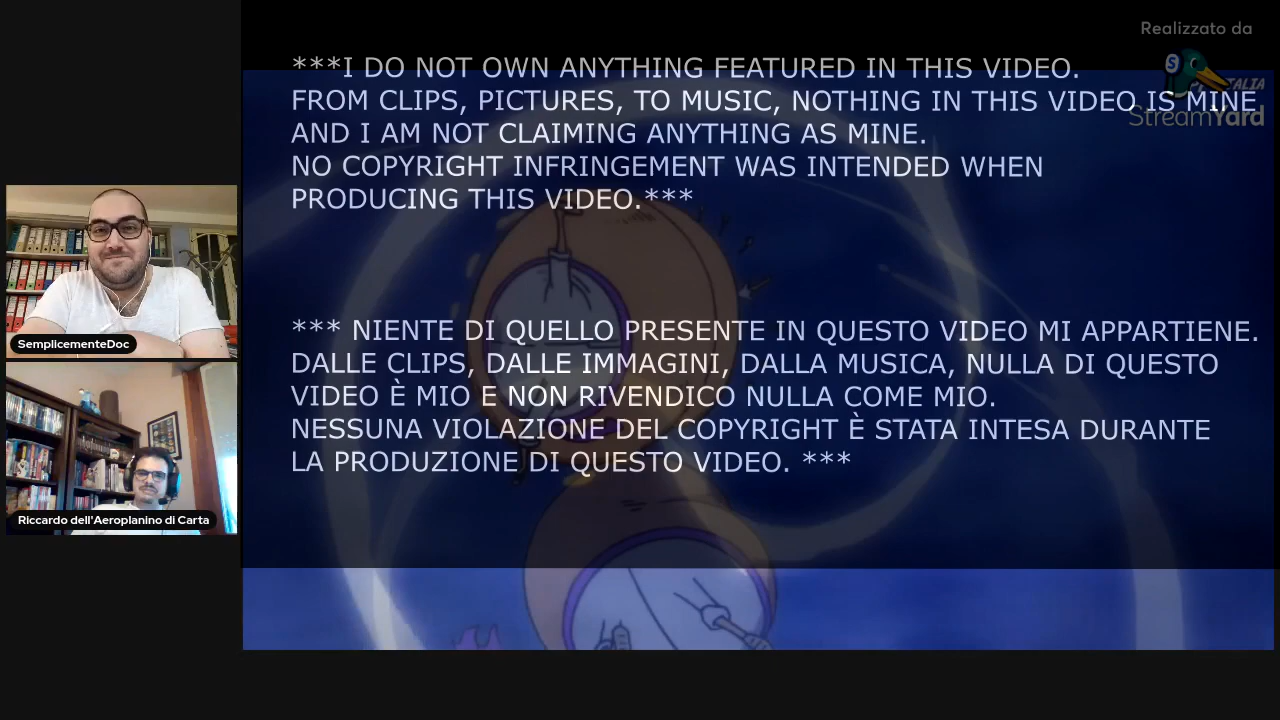 Realizzato da
***I DO NOT OWN ANYTHING FEATURED IN THIS VIDEO.
FROM CLIPS, PICTURES, TO MUSIC, NOTHING IN THIS VIDEO IS MINE
AND I AM NOT CLAIMING ANYTHING AS MINE.
NO COPYRIGHT INFRINGEMENT WAS INTENDED WHEN
PRODUCING THIS VIDEO.***
S
ITALIA
StreamYard
*** NIENTE DI QUELLO PRESENTE IN QUESTO VIDEO MI APPARTIENE.
DALLE CLIPS, DALLE IMMAGINI, DALLA MUSICA, NULLA DI QUESTO
VIDEO È MIO E NON RIVENDICO NULLA COME MIO.
NESSUNA VIOLAZIONE DEL COPYRIGHT È STATA INTESA DURANTE
LA PRODUZIONE DI QUESTO VIDEO. ***
SemplicementeDoc
Riccardo dell'Aeroplanino di Carta